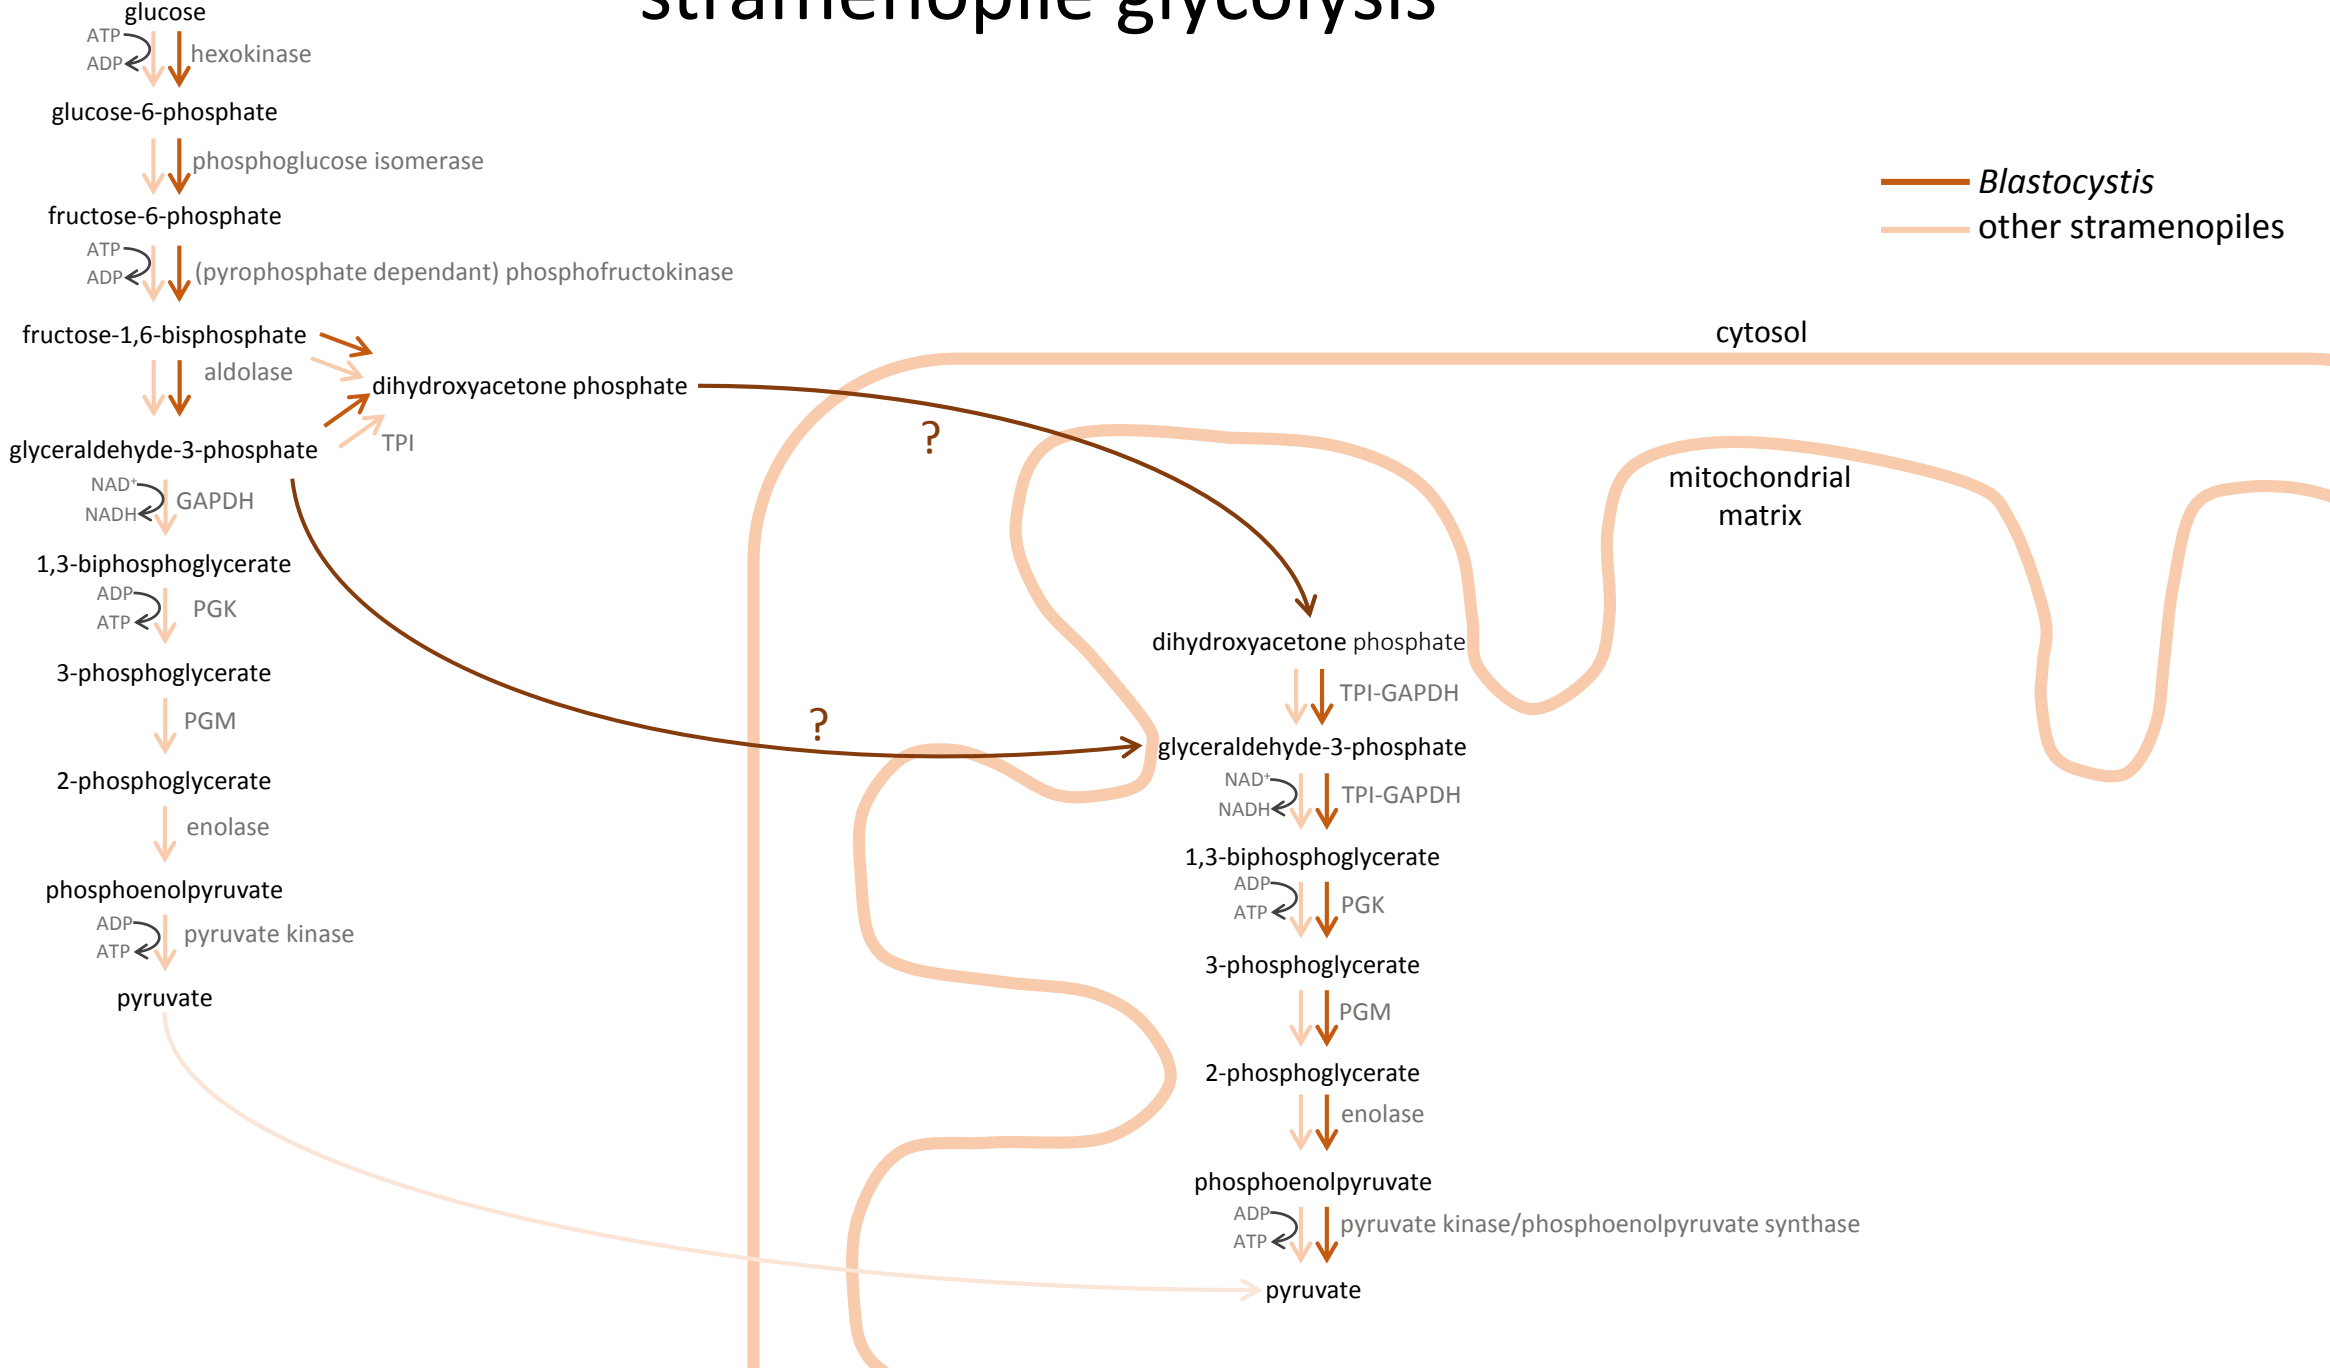 stramenopile glycolysis
glucose
ATP
ADP
hexokinase
glucose-6-phosphate
phosphoglucose isomerase
fructose-6-phosphate
ATP
ADP
(pyrophosphate dependant) phosphofructokinase
fructose-1,6-bisphosphate
aldolase
dihydroxyacetone phosphate
TPI
glyceraldehyde-3-phosphate
NAD+
NADH
GAPDH
1,3-biphosphoglycerate
ADP
ATP
PGK
3-phosphoglycerate
PGM
2-phosphoglycerate
enolase
phosphoenolpyruvate
ADP
ATP
pyruvate kinase
pyruvate
?
?
Blastocystis
other stramenopiles
cytosol
mitochondrial
matrix
dihydroxyacetone phosphate
TPI-GAPDH
glyceraldehyde-3-phosphate
NAD+
NADH
TPI-GAPDH
1,3-biphosphoglycerate
ADP
ATP
PGK
3-phosphoglycerate
PGM
2-phosphoglycerate
enolase
phosphoenolpyruvate
ADP
ATP
pyruvate kinase/phosphoenolpyruvate synthase
pyruvate